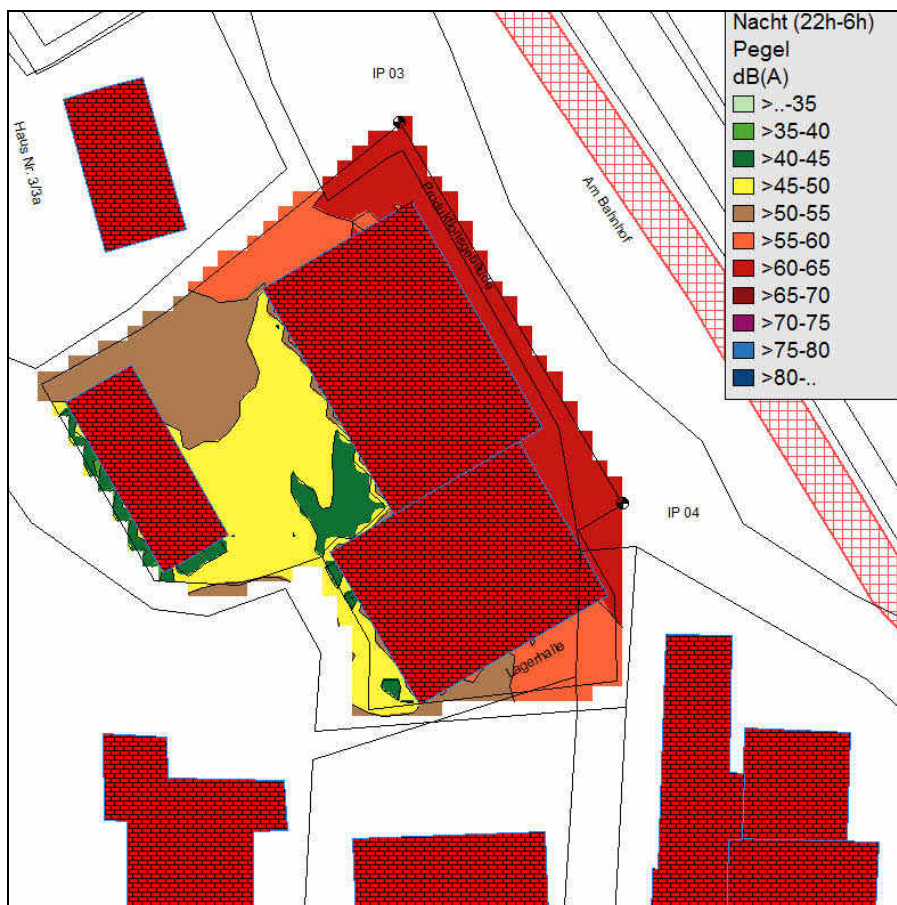 Nacht (22h-6h)
Pegel
dB(A)
>..-35
>35-40
>40-45
>45-50
>50-55
>55-60
>60-65
>65-70
>70-75
>75-80
>80-..
IP 03
Haus Nr. 3/3a
Am Bahnhof
Produktionsgebäude
IP 04
Lagerhalle